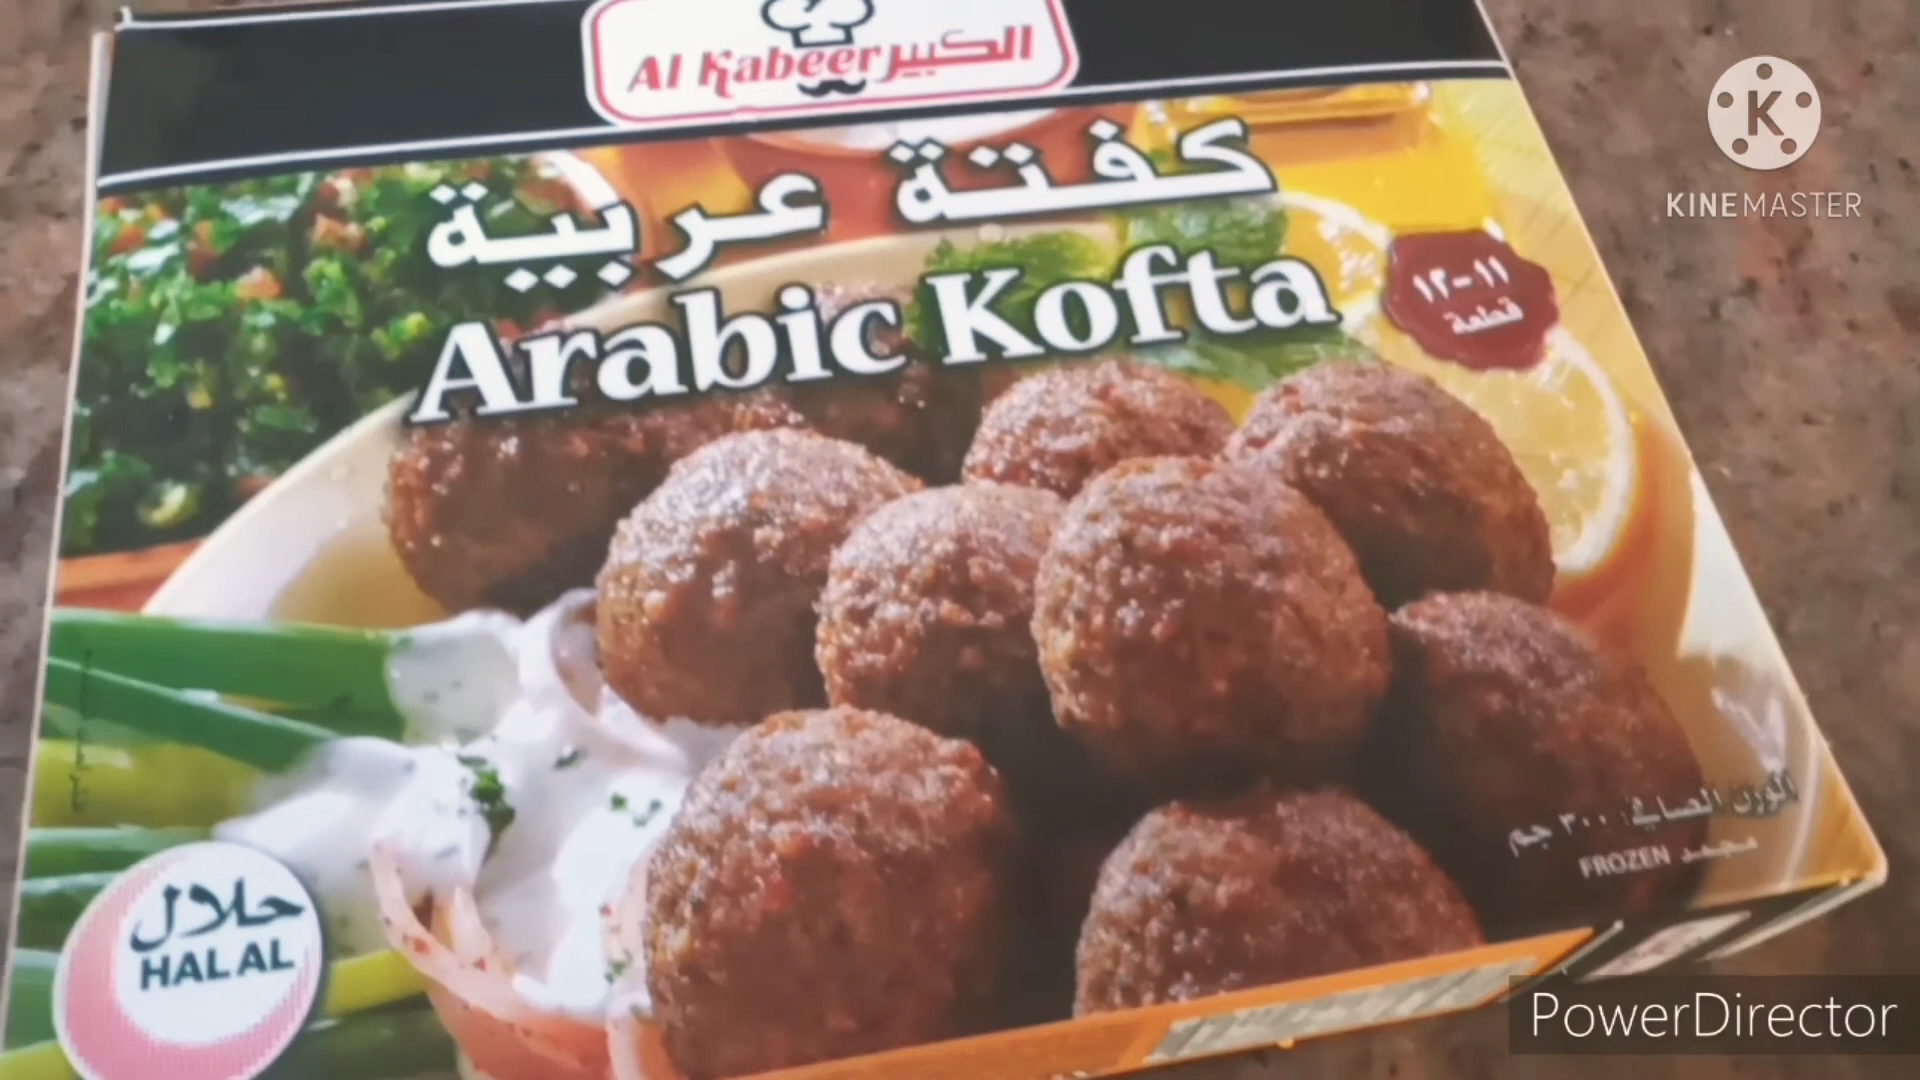 Al Kabeer الكبير
كفتة عربية
Arabic Kofta
١١-١٢
قطعة
الوزن الصافي: ٣٠٠ جم
FROZEN مجمد
حلال
HALAL
K
KINEMASTER
PowerDirector